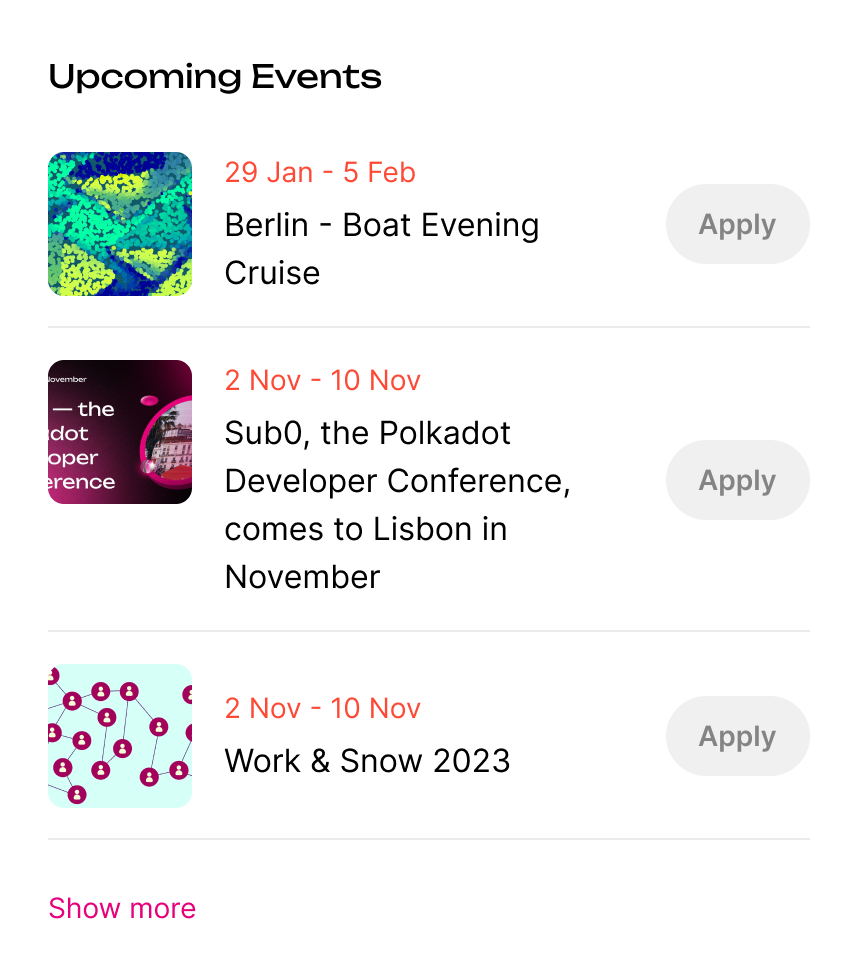 Upcoming Events
29 Jan - 5 Feb
Berlin - Boat Evening
Cruise
Apply
November
— the
dot
oper
erence
2 Nov - 10 Nov
Sub0, the Polkadot
Developer Conference,
comes to Lisbon in
November
Apply
2 Nov - 10 Nov
Work & Snow 2023
Apply
Show more